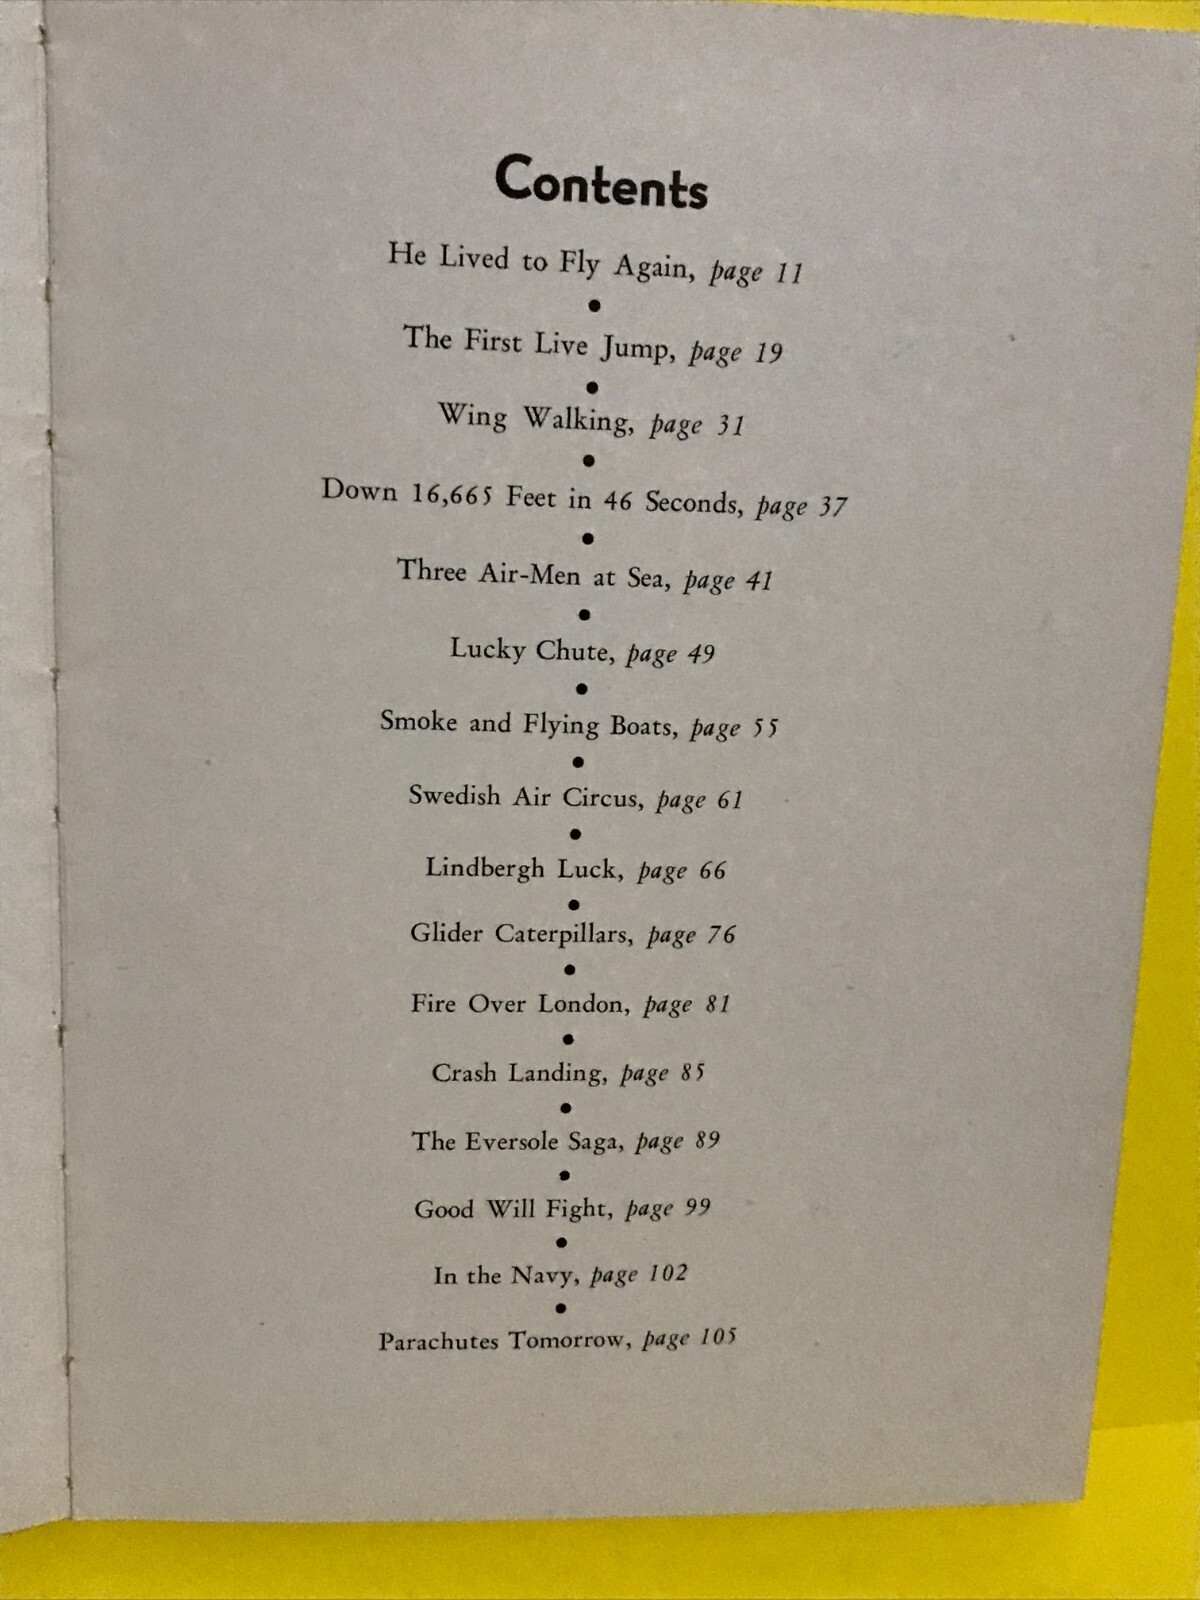 Contents
He Lived to Fly Again, page 11
•
The First Live Jump, page 19
•
Wing Walking, page 31
•
Down 16,665 Feet in 46 Seconds, page 37
•
Three Air-Men at Sea, page 41
•
Lucky Chute, page 49
•
Smoke and Flying Boats, page 55
•
Swedish Air Circus, page 61
•
Lindbergh Luck, page 66
•
Glider Caterpillars, page 76
•
Fire Over London, page 81
•
Crash Landing, page 85
•
The Eversole Saga, page 89
•
Good Will Fight, page 99
•
In the Navy, page 102
•
Parachutes Tomorrow, page 105